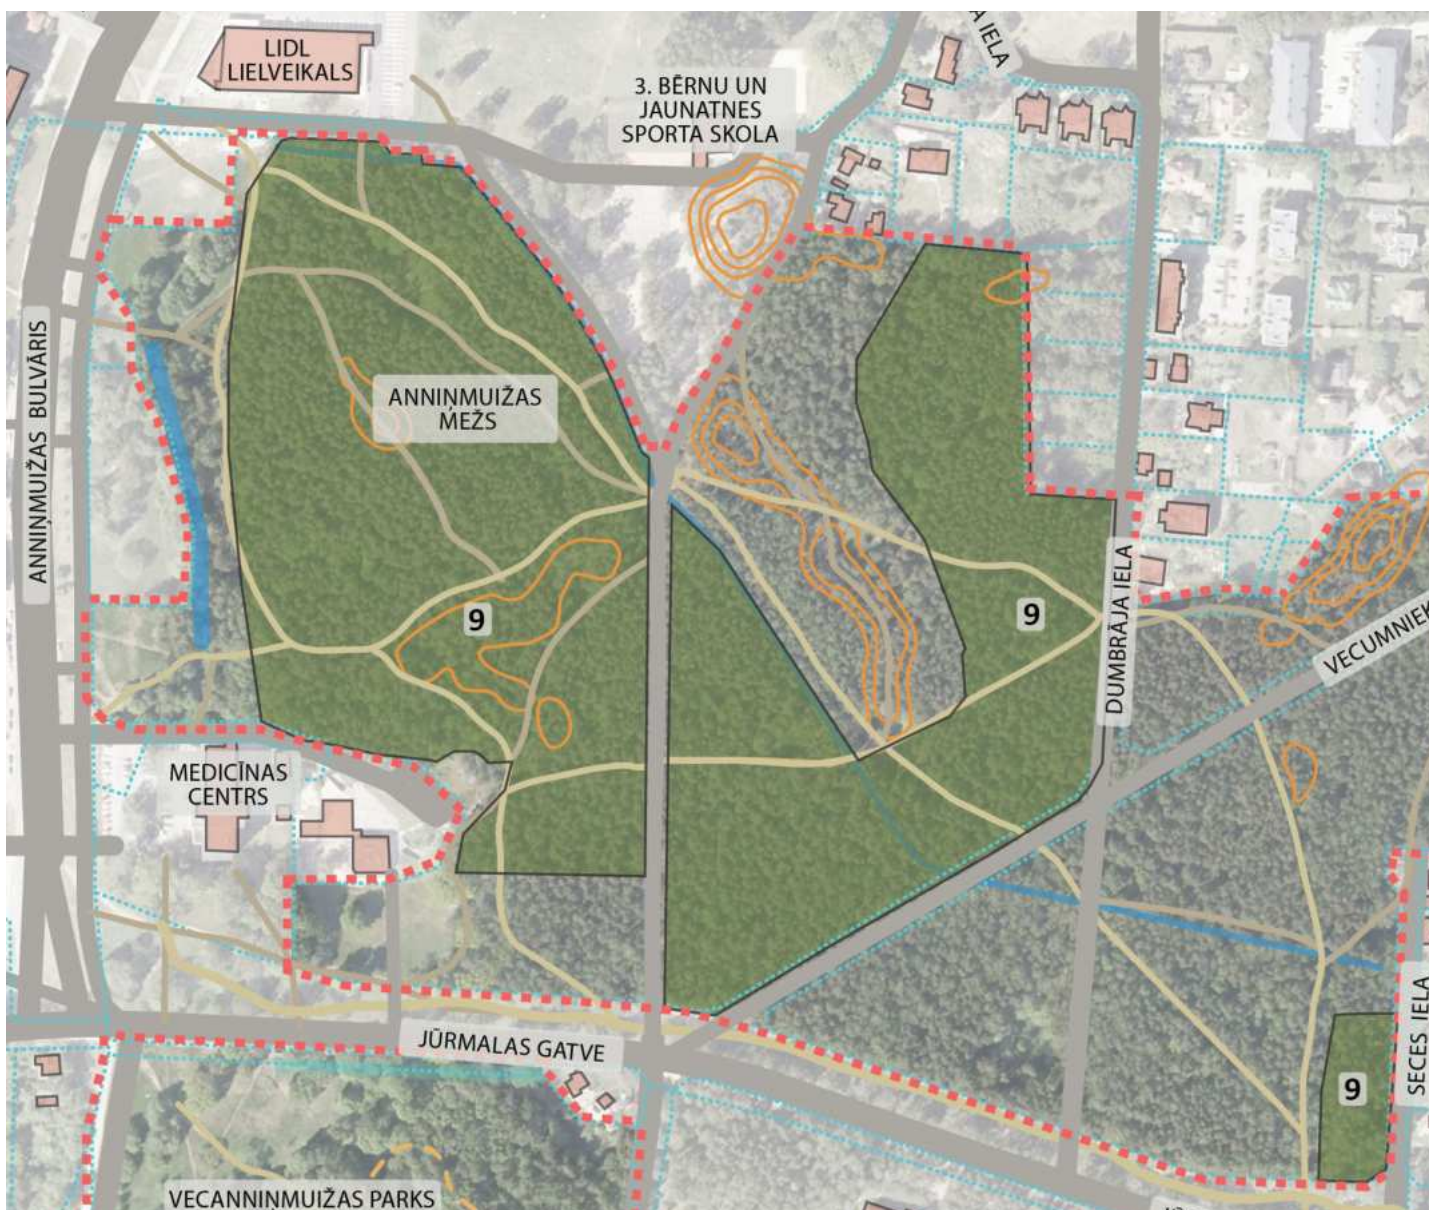 LIDL
LIELVEIKALS
3. BĒRNU UN
JAUNATNES
SPORTA SKOLA
IELA
ANNIŅMUIŽAS BULVĀRIS
ANNIŅMUIŽAS
MEŽS
9
9
DUMBRĀJA IELA
VECUMNIEK
MEDICĪNAS
CENTRS
JŪRMALAS GATVE
SECES IELA
9
VECANNIŅMUIŽAS PARKS